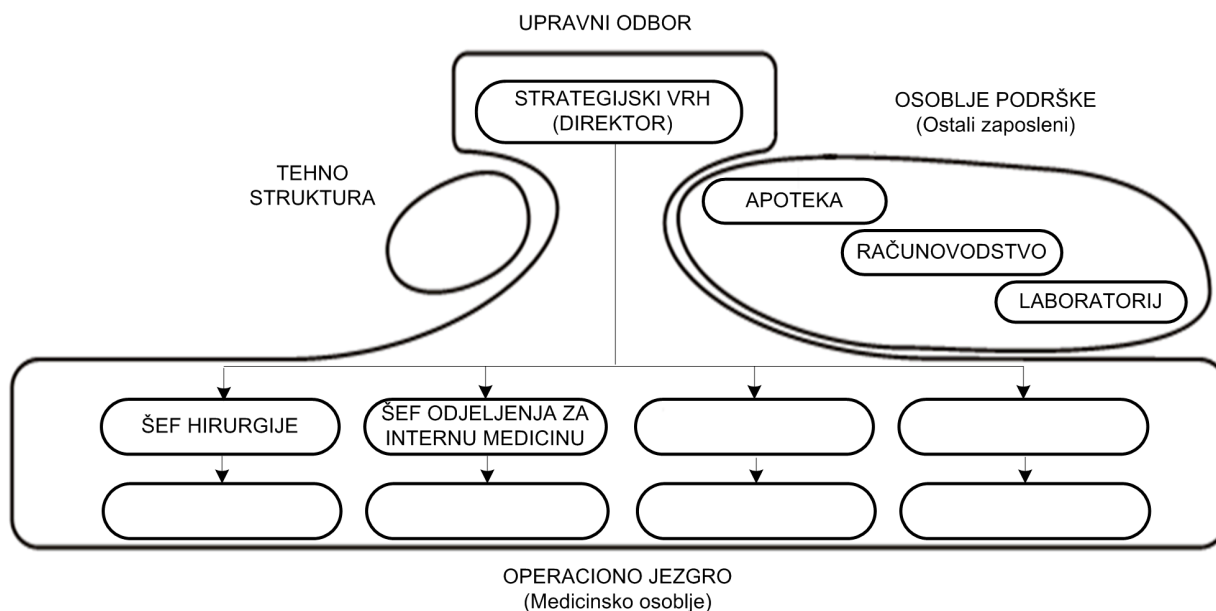 UPRAVNI ODBOR
STRATEGIJSKI VRH
(DIREKTOR)
OSOBLJE PODRŠKE
(Ostali zaposleni)
TEHNO
STRUKTURA
APOTEKA
RAČUNOVODSTVO
LABORATORIJ
ŠEF HIRURGIJE
ŠEF ODJELJENJA ZA
INTERNU MEDICINU
OPERACIONO JEZGRO
(Medicinsko osoblje)